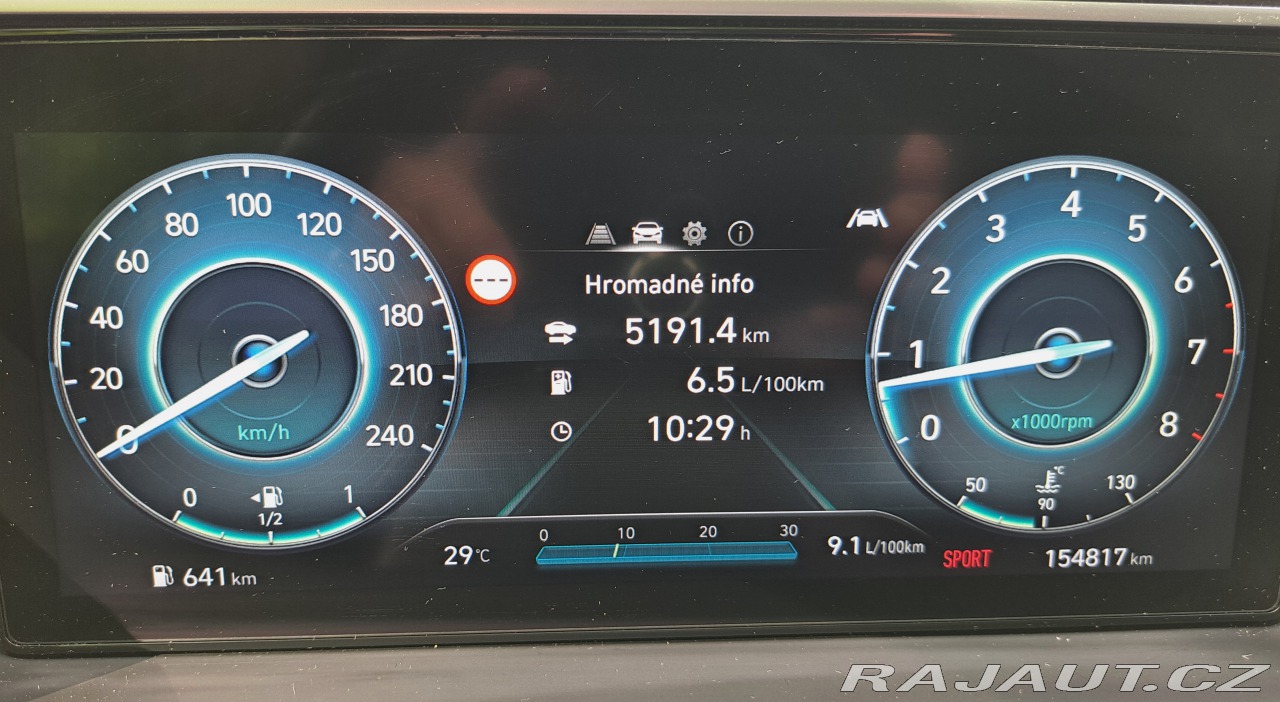 0
20
40
60
80
100
120
150
180
210
240
km/h
0
1/2
1
641 km
Hromadné info
5191.4 km
6.5 L/100km
10:29 h
29°C
0 10 20 30
9.1 L/100km
0
1
2
3
4
5
6
7
8
x1000rpm
50
°C
90
130
SPORT
154817 km
RAJAUT.CZ